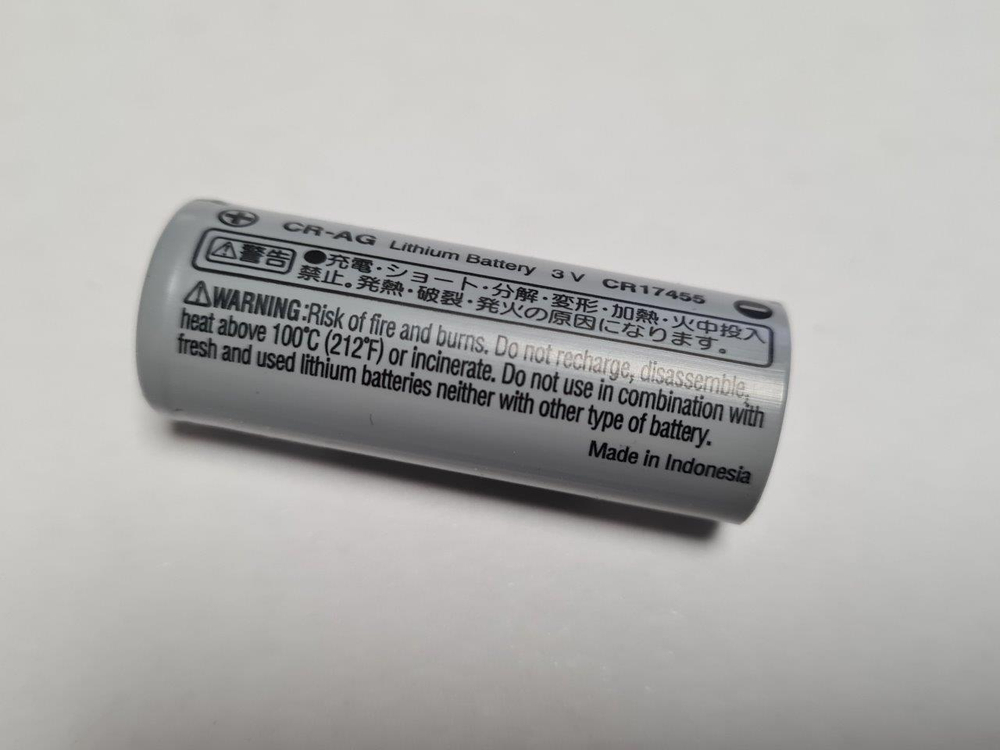 ⊕ CR-AG Lithium Battery 3 V CR17455 ⊖
⚠警告 ●充電・ショート・分解・変形・加熱・火中投入
禁止。発熱・破裂・発火の原因になります。
⚠WARNING:Risk of fire and burns. Do not recharge, disassemble,
heat above 100℃ (212℉) or incinerate. Do not use in combination with
fresh and used lithium batteries neither with other type of battery.
Made in Indonesia